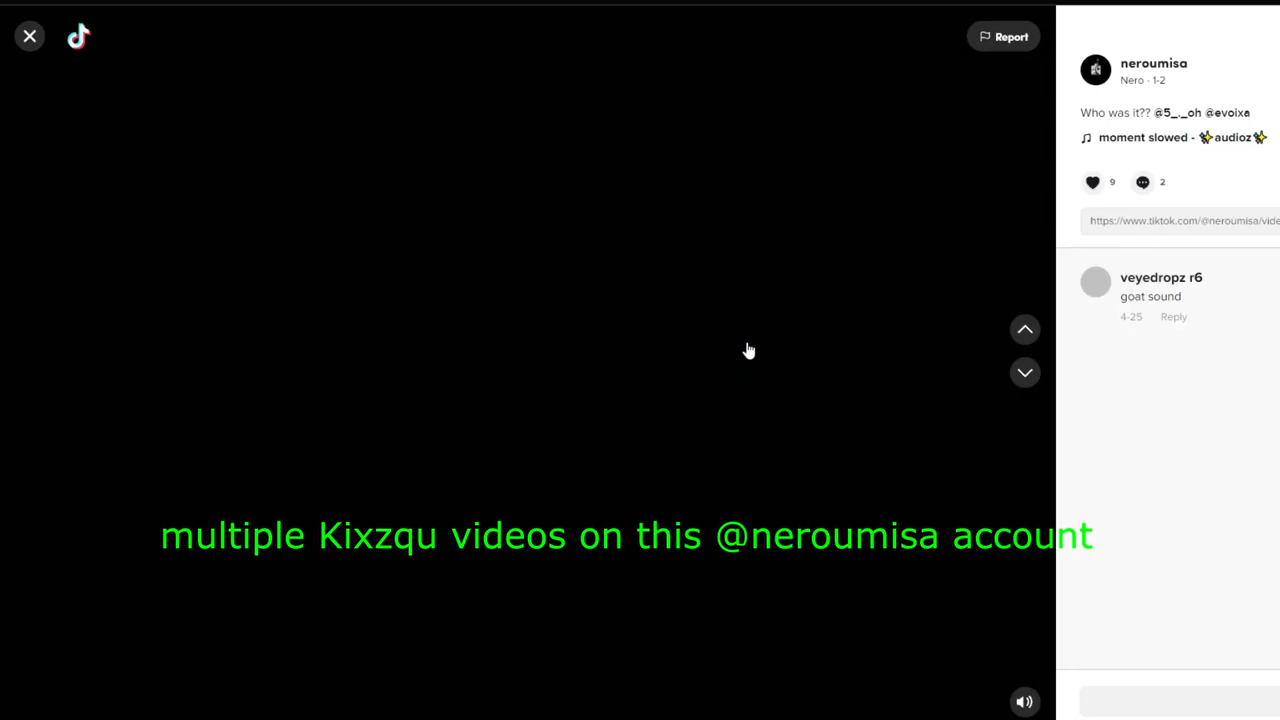 Report
neroumisa
Nero · 1-2
Who was it?? @5_._oh @evoixa
moment slowed - ✨audioz✨
9
2
https://www.tiktok.com/@neroumisa/vide
veyedropz r6
goat sound
4-25 Reply
multiple Kixzqu videos on this @neroumisa account